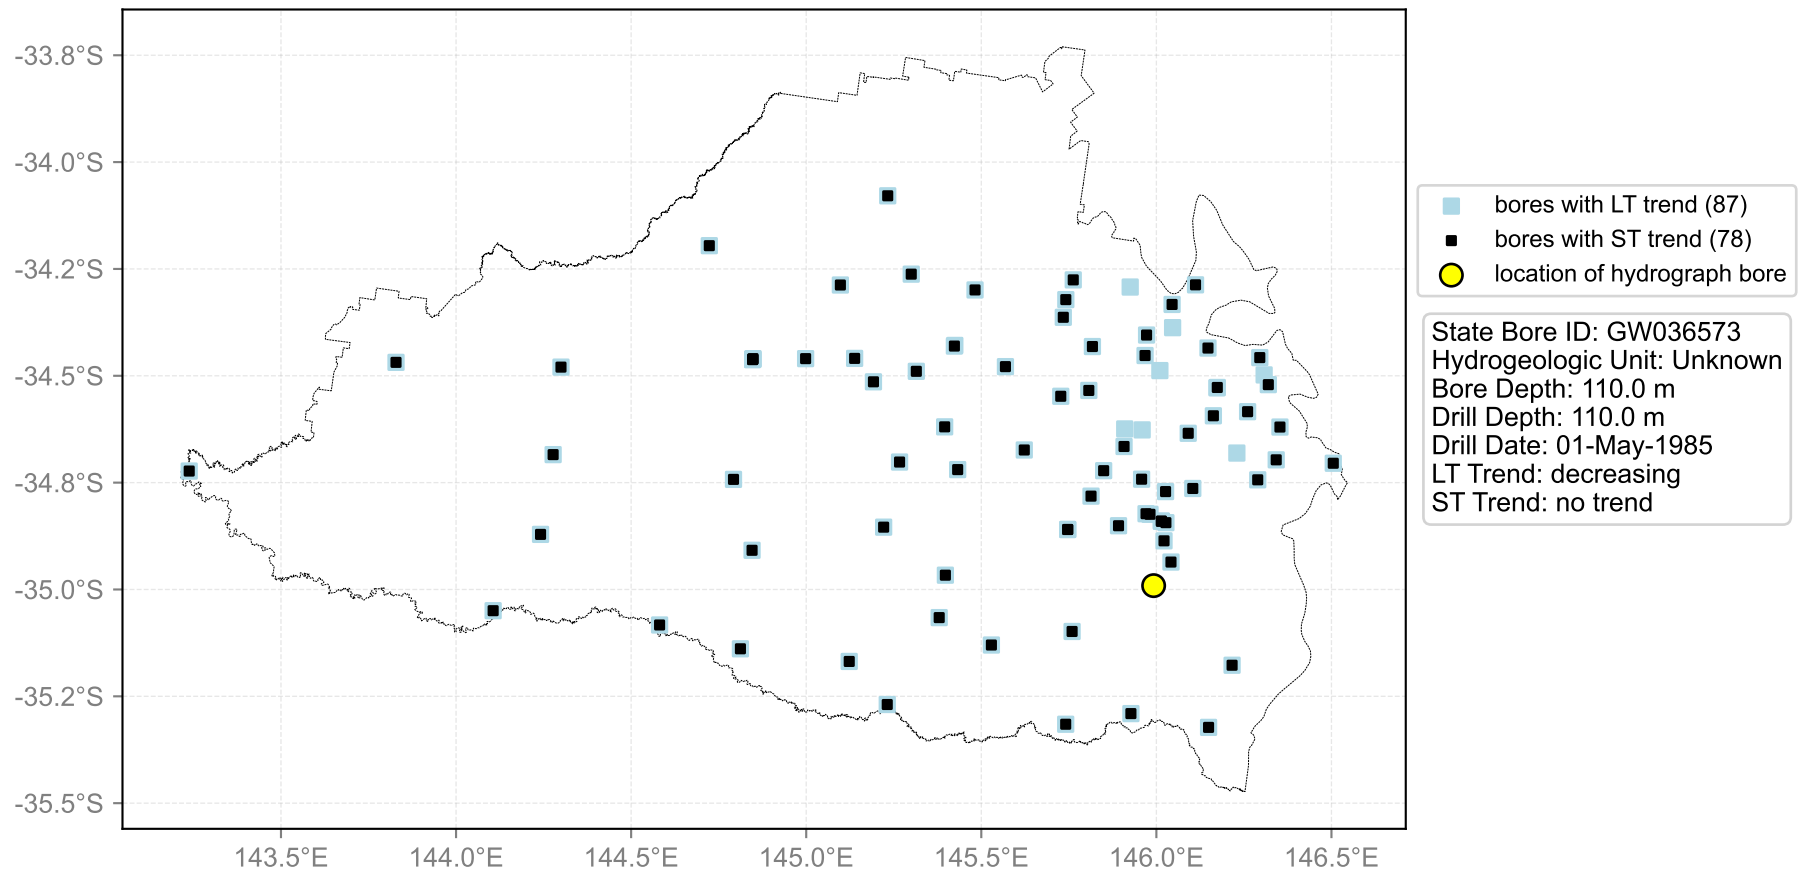 -33.8°S
-34.0°S
-34.2°S
-34.5°S
-34.8°S
-35.0°S
-35.2°S
-35.5°S
143.5°E 144.0°E 144.5°E 145.0°E 145.5°E 146.0°E 146.5°E
bores with LT trend (87)
bores with ST trend (78)
location of hydrograph bore
State Bore ID: GW036573
Hydrogeologic Unit: Unknown
Bore Depth: 110.0 m
Drill Depth: 110.0 m
Drill Date: 01-May-1985
LT Trend: decreasing
ST Trend: no trend